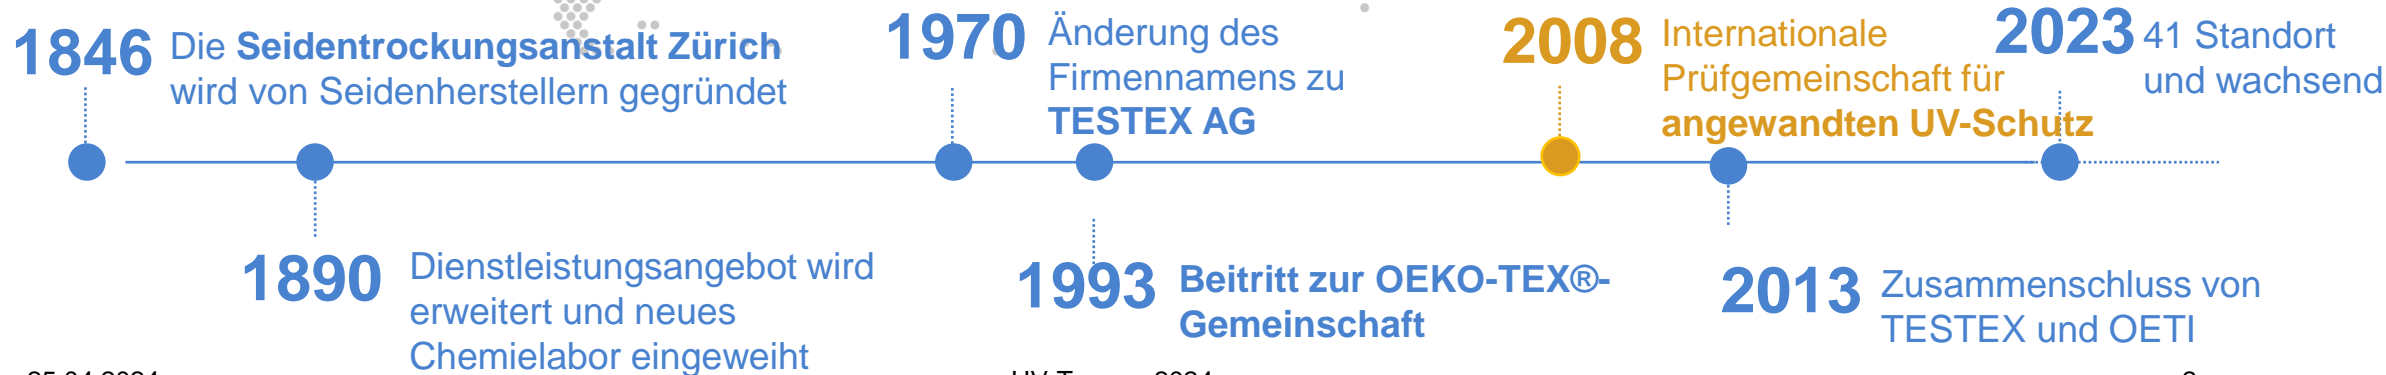 1846
Die Seidentrockungsanstalt Zürich
wird von Seidenherstellern gegründet
1890
Dienstleistungsangebot wird
erweitert und neues
Chemielabor eingeweiht
1970
Änderung des
Firmennamens zu
TESTEX AG
1993
Beitritt zur OEKO-TEX®-
Gemeinschaft
2008
Internationale
Prüfgemeinschaft für
angewandten UV-Schutz
2013
Zusammenschluss von
TESTEX und OETI
2023
41 Standort
und wachsend